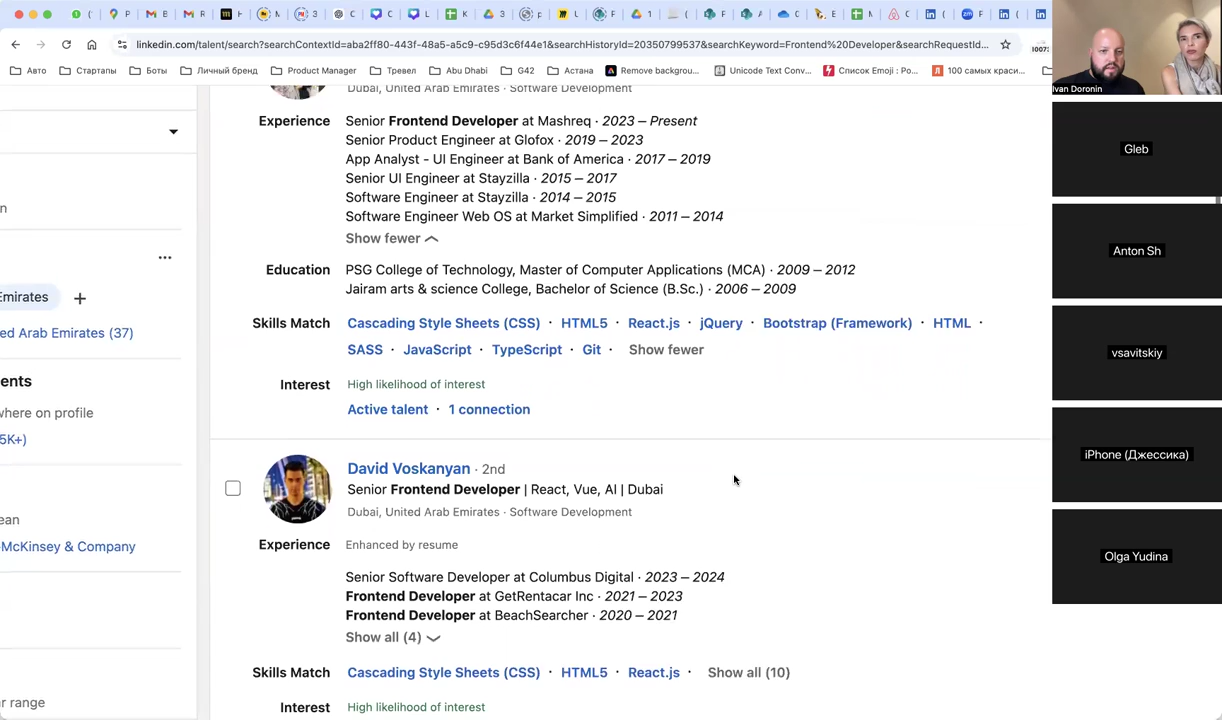 linkedin.com/talent/search?searchContextId=aba2ff80-443f-48a5-a5c9-c95d3c6f44e1&searchHistoryId=20350799537&searchKeyword=Frontend%20Developer&searchRequestId...
Авто
Стартапы
Боты
Личный бренд
Product Manager
Тревел
Abu Dhabi
G42
Астана
Remove backgrou...
Unicode Text Conv...
Список Emoji : Po...
100 самых краси...
Dubai, United Arab Emirates · Software Development
Experience
Senior Frontend Developer at Mashreq · 2023 – Present
Senior Product Engineer at Glofox · 2019 – 2023
App Analyst - UI Engineer at Bank of America · 2017 – 2019
Senior UI Engineer at Stayzilla · 2015 – 2017
Software Engineer at Stayzilla · 2014 – 2015
Software Engineer Web OS at Market Simplified · 2011 – 2014
Show fewer
Education
PSG College of Technology, Master of Computer Applications (MCA) · 2009 – 2012
Jairam arts & science College, Bachelor of Science (B.Sc.) · 2006 – 2009
Skills Match
Cascading Style Sheets (CSS) · HTML5 · React.js · jQuery · Bootstrap (Framework) · HTML ·
SASS · JavaScript · TypeScript · Git · Show fewer
Interest
High likelihood of interest
Active talent · 1 connection
David Voskanyan · 2nd
Senior Frontend Developer | React, Vue, AI | Dubai
Dubai, United Arab Emirates · Software Development
Experience
Enhanced by resume
Senior Software Developer at Columbus Digital · 2023 – 2024
Frontend Developer at GetRentacar Inc · 2021 – 2023
Frontend Developer at BeachSearcher · 2020 – 2021
Show all (4)
Skills Match
Cascading Style Sheets (CSS) · HTML5 · React.js · Show all (10)
Interest
High likelihood of interest
n
Emirates
ed Arab Emirates (37)
ents
where on profile
5K+)
ean
McKinsey & Company
r range
Ivan Doronin
Gleb
Anton Sh
vsavitskiy
iPhone (Джессика)
Olga Yudina